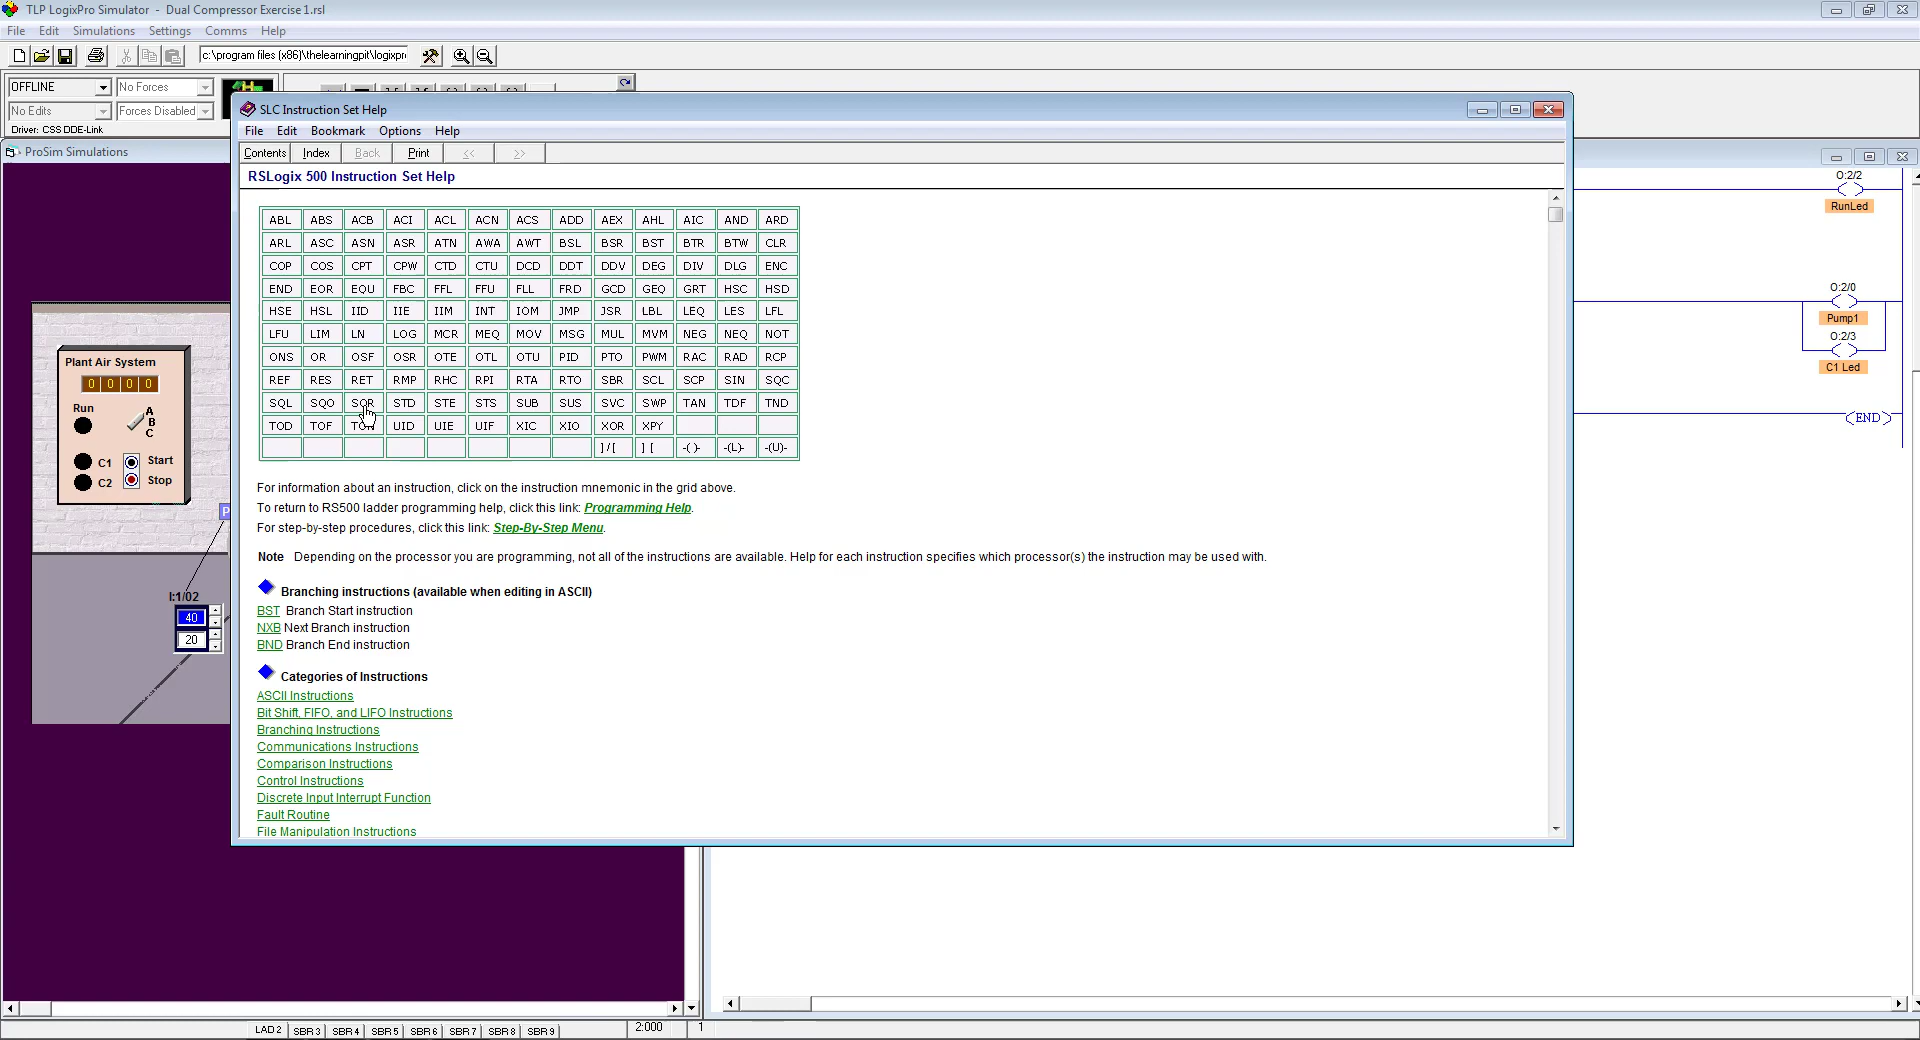 TLP LogixPro Simulator - Dual Compressor Exercise 1.rsl
File Edit Simulations Settings Comms Help
c:\program files (x86)\thelearningpit\logixpr
OFFLINE No Forces
No Edits Forces Disabled
Driver: CSS DDE-Link
ProSim Simulations
SLC Instruction Set Help
File Edit Bookmark Options Help
Contents Index Back Print << >>
RSLogix 500 Instruction Set Help
ABL ABS ACB ACI ACL ACN ACS ADD AEX AHL AIC AND ARD
ARL ASC ASN ASR ATN AWA AWT BSL BSR BST BTR BTW CLR
COP COS CPT CPW CTD CTU DCD DDT DDV DEG DIV DLG ENC
END EOR EQU FBC FFL FFU FLL FRD GCD GEQ GRT HSC HSD
HSE HSL IID IIE IIM INT IOM JMP JSR LBL LEQ LES LFL
LFU LIM LN LOG MCR MEQ MOV MSG MUL MVM NEG NEQ NOT
ONS OR OSF OSR OTE OTL OTU PID PTO PWM RAC RAD RCP
REF RES RET RMP RHC RPI RTA RTO SBR SCL SCP SIN SQC
SQL SQO SQR STD STE STS SUB SUS SVC SWP TAN TDF TND
TOD TOF TON UID UIE UIF XIC XIO XOR XPY
]/[ ] [ -( )- -(L)- -(U)-
For information about an instruction, click on the instruction mnemonic in the grid above.
To return to RS500 ladder programming help, click this link: Programming Help.
For step-by-step procedures, click this link: Step-By-Step Menu.
Note Depending on the processor you are programming, not all of the instructions are available. Help for each instruction specifies which processor(s) the instruction may be used with.
Branching instructions (available when editing in ASCII)
BST Branch Start instruction
NXB Next Branch instruction
BND Branch End instruction
Categories of Instructions
ASCII Instructions
Bit Shift, FIFO, and LIFO Instructions
Branching Instructions
Communications Instructions
Comparison Instructions
Control Instructions
Discrete Input Interrupt Function
Fault Routine
File Manipulation Instructions
Plant Air System
0 0 0 0
Run
A
B
C
C1 Start
C2 Stop
P
I:1/02
40
20
O:2/2
RunLed
O:2/0
Pump1
O:2/3
C1 Led
(END)
LAD 2 SBR 3 SBR 4 SBR 5 SBR 6 SBR 7 SBR 8 SBR 9 2:000 1